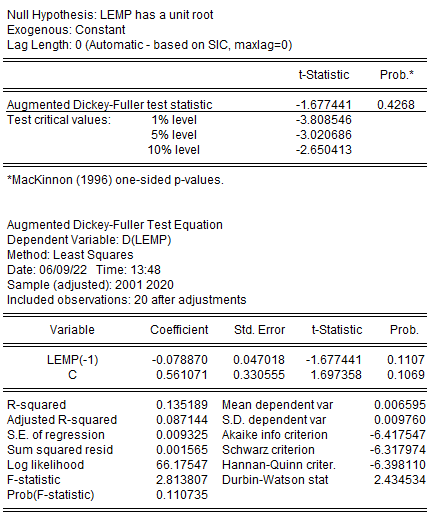 Null Hypothesis: LEMP has a unit root
Exogenous: Constant
Lag Length: 0 (Automatic - based on SIC, maxlag=0)
t-Statistic Prob.*
Augmented Dickey-Fuller test statistic -1.677441 0.4268
Test critical values: 1% level -3.808546
5% level -3.020686
10% level -2.650413
*MacKinnon (1996) one-sided p-values.
Augmented Dickey-Fuller Test Equation
Dependent Variable: D(LEMP)
Method: Least Squares
Date: 06/09/22 Time: 13:48
Sample (adjusted): 2001 2020
Included observations: 20 after adjustments
Variable Coefficient Std. Error t-Statistic Prob.
LEMP(-1) -0.078870 0.047018 -1.677441 0.1107
C 0.561071 0.330555 1.697358 0.1069
R-squared 0.135189 Mean dependent var 0.006595
Adjusted R-squared 0.087144 S.D. dependent var 0.009760
S.E. of regression 0.009325 Akaike info criterion -6.417547
Sum squared resid 0.001565 Schwarz criterion -6.317974
Log likelihood 66.17547 Hannan-Quinn criter. -6.398110
F-statistic 2.813807 Durbin-Watson stat 2.434534
Prob(F-statistic) 0.110735